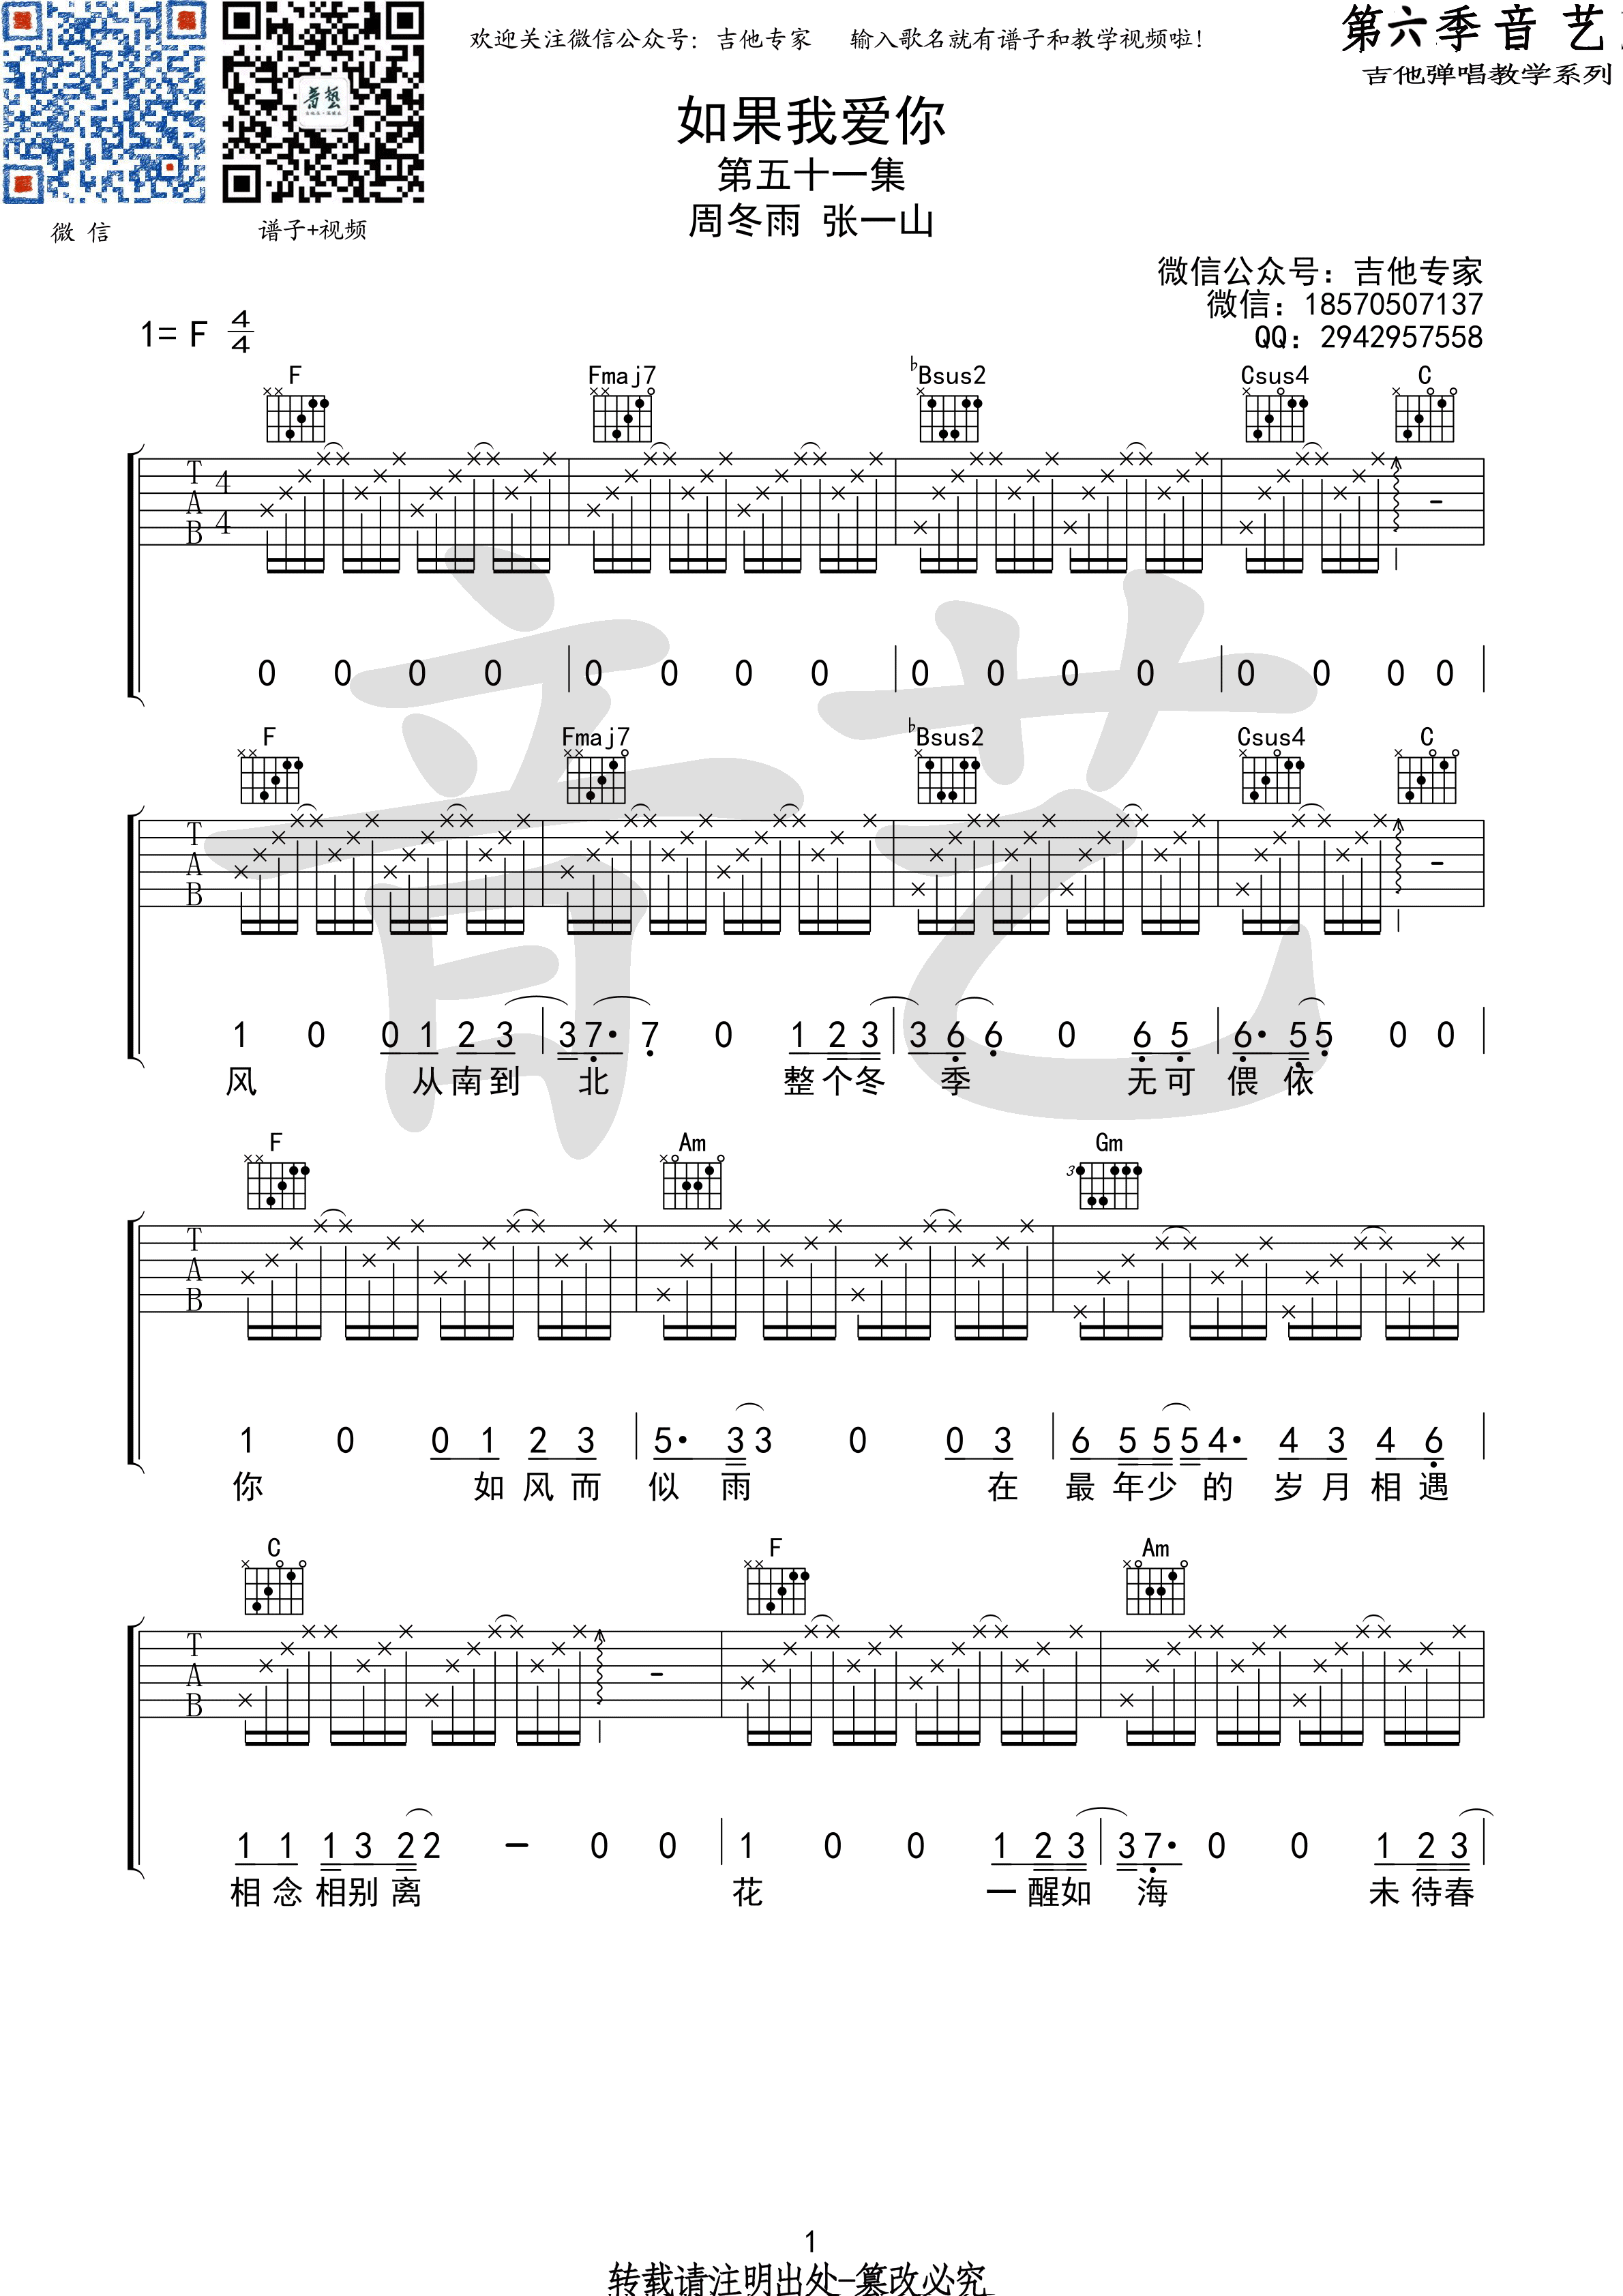 欢迎关注微信公众号：吉他专家 输入歌名就有谱子和教学视频啦！
第六季音 艺
吉他弹唱教学系列
微 信
谱子+视频
如果我爱你
第五十一集
周冬雨 张一山
微信公众号：吉他专家
微信：18570507137
QQ：2942957558
1= F 4/4
F Fmaj7 ♭Bsus2 Csus4 C
T A B 4 4
0 0 0 0 | 0 0 0 0 | 0 0 0 0 | 0 0 0 0 |
F Fmaj7 ♭Bsus2 Csus4 C
T A B
1 0 0 1 2 3 | 3 7· 7 0 1 2 3 | 3 6 6 0 6 5 | 6· 5 5 0 0 |
风 从南到 北 整个冬 季 无可 偎 依
F Am Gm
3
T A B
1 0 0 1 2 3 | 5· 3 3 0 0 3 | 6 5 5 5 4· 4 3 4 6 |
你 如风而 似 雨 在 最 年少 的 岁月相遇
C F Am
T A B
1 1 1 3 2 2 – 0 0 | 1 0 0 1 2 3 | 3 7· 0 0 1 2 3 |
相念相别离 花 一醒如 海 未待春
音艺
1
转载请注明出处-篡改必究